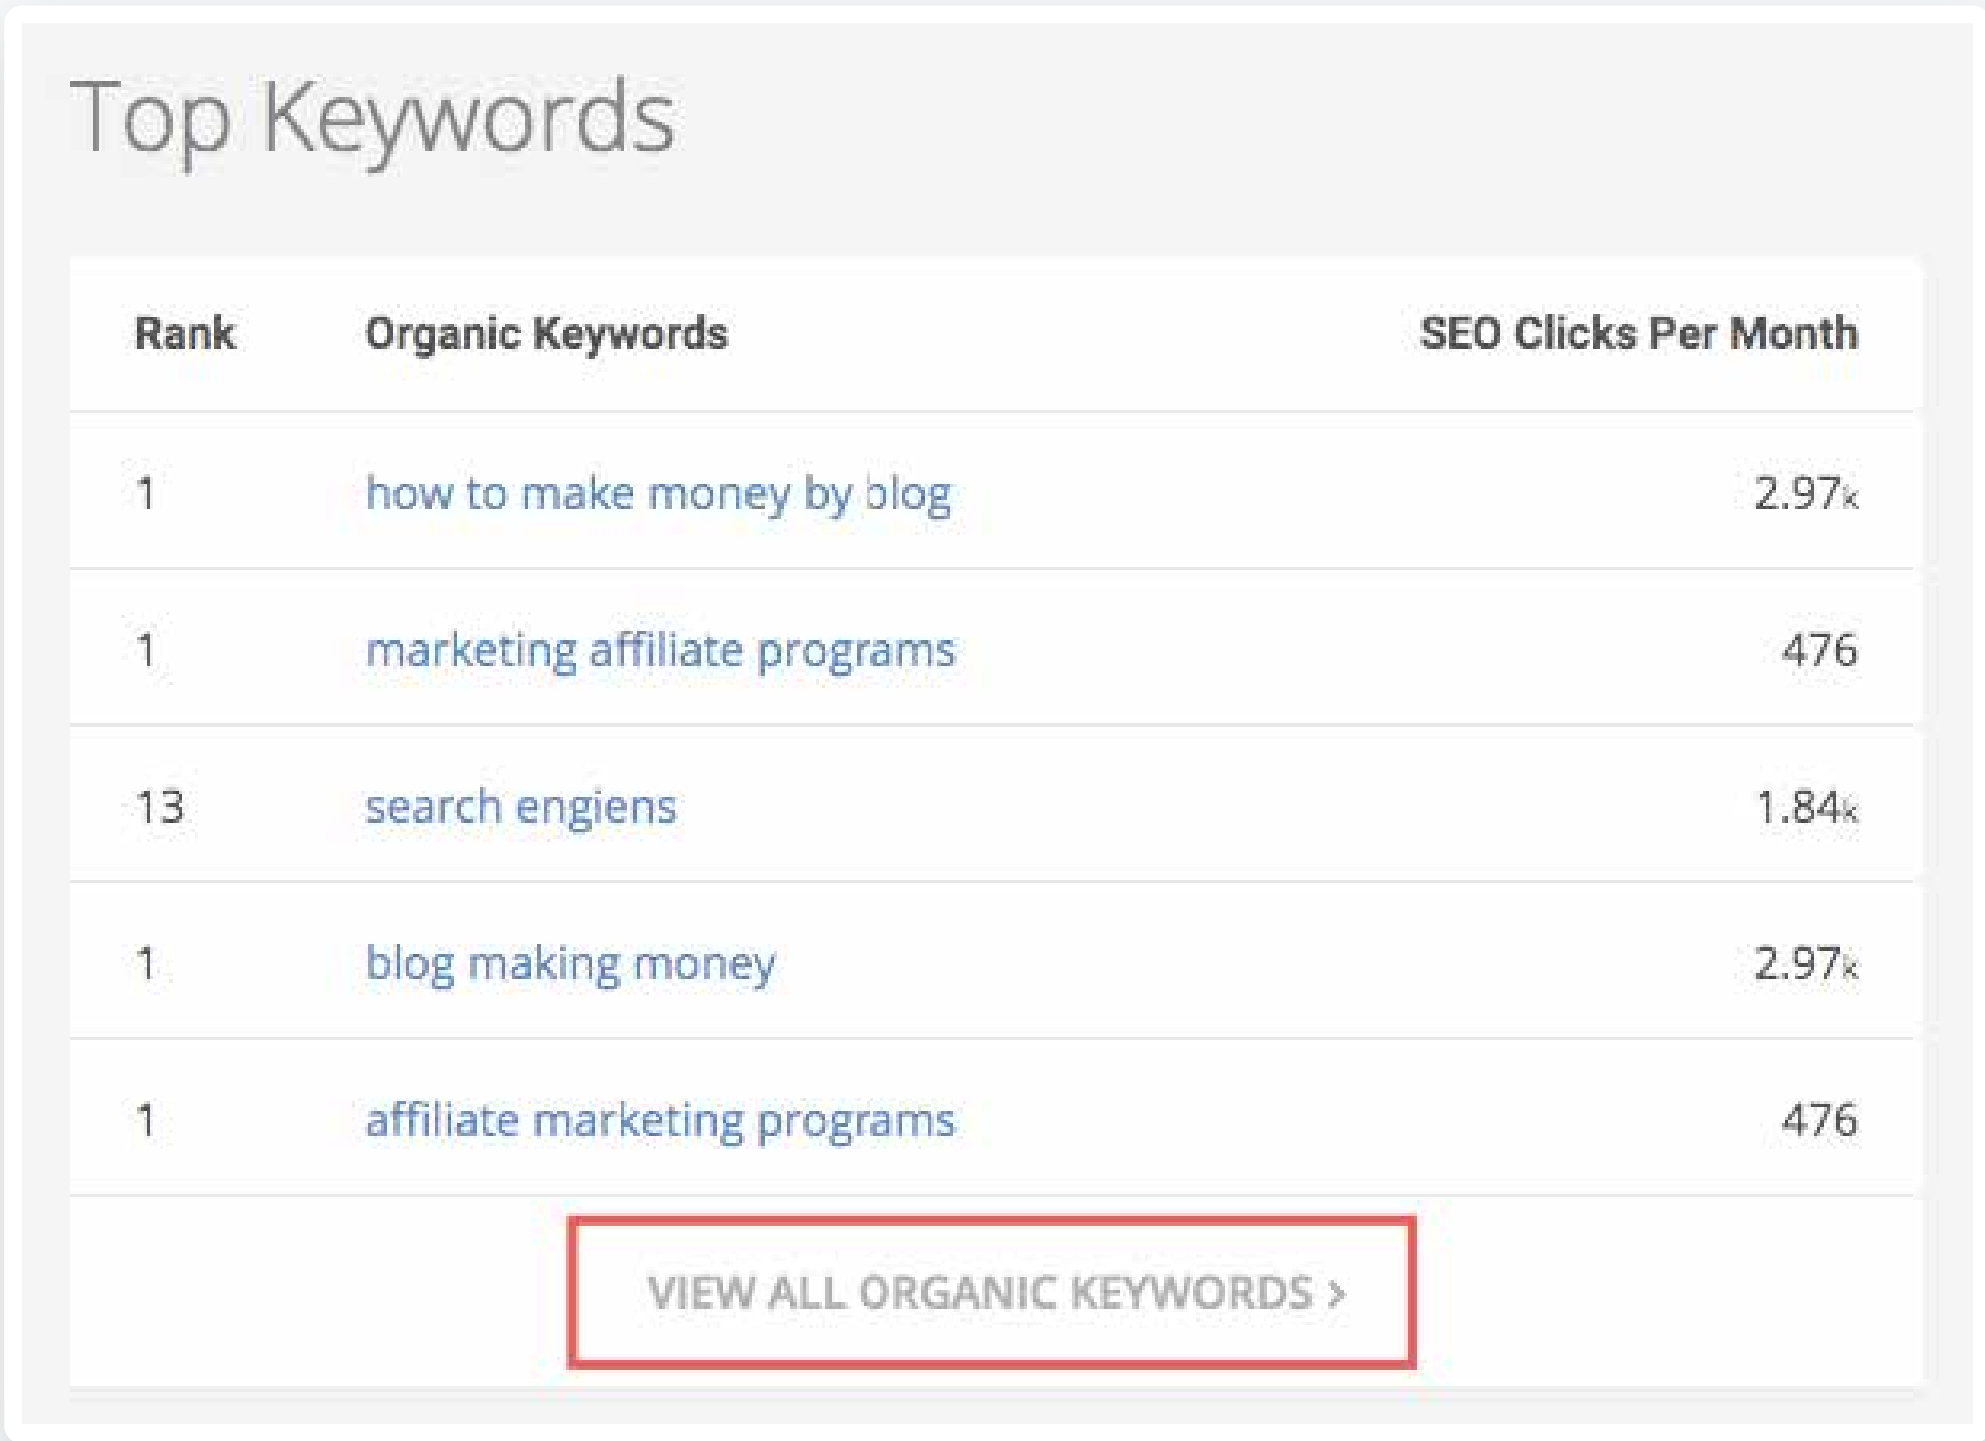 Top Keywords
Rank Organic Keywords SEO Clicks Per Month
1 how to make money by blog 2.97k
1 marketing affiliate programs 476
13 search engiens 1.84k
1 blog making money 2.97k
1 affiliate marketing programs 476
VIEW ALL ORGANIC KEYWORDS >